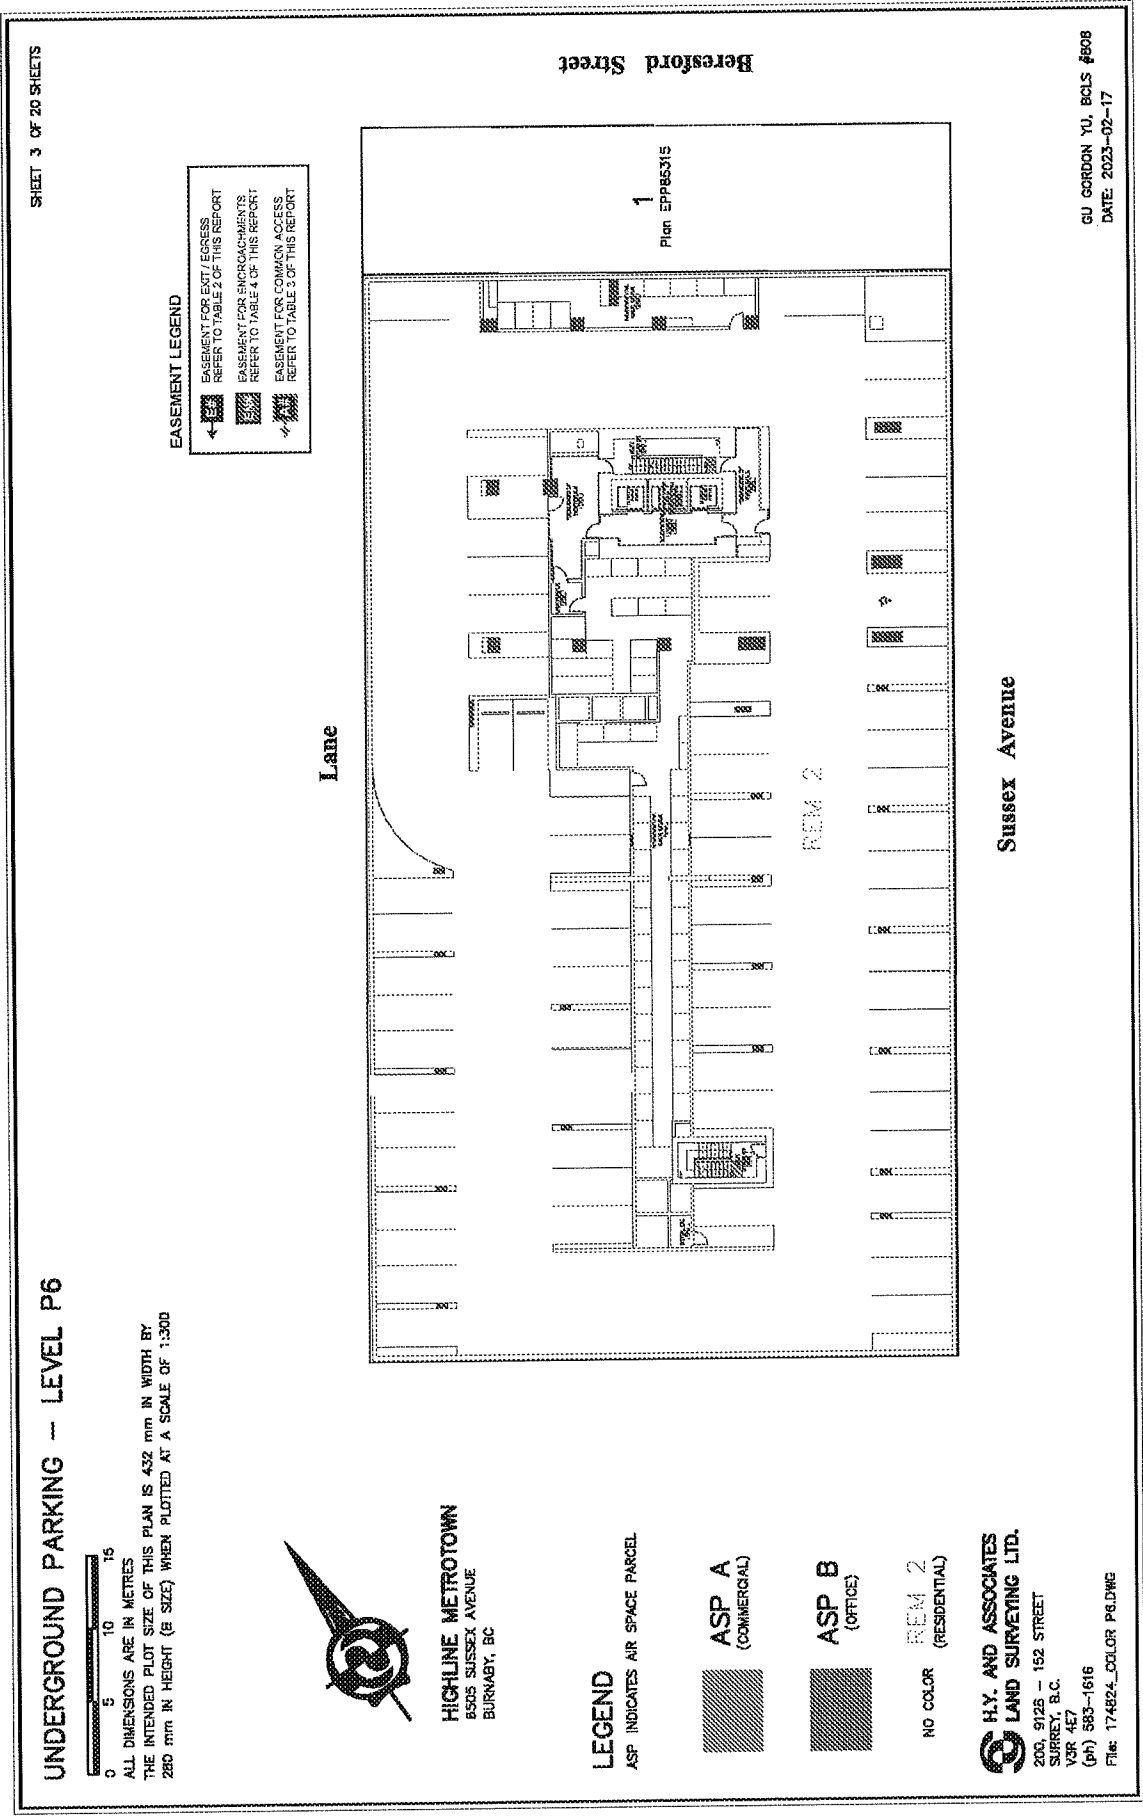 SHEET 3 OF 20 SHEETS
UNDERGROUND PARKING – LEVEL P6
0 5 10 15
ALL DIMENSIONS ARE IN METRES
THE INTENDED PLOT SIZE OF THIS PLAN IS 432 mm IN WIDTH BY
280 mm IN HEIGHT (B SIZE) WHEN PLOTTED AT A SCALE OF 1:300
EASEMENT LEGEND
EASEMENT FOR EXIT / EGRESS
REFER TO TABLE 2 OF THIS REPORT
EASEMENT FOR ENCROACHMENTS
REFER TO TABLE 4 OF THIS REPORT
EASEMENT FOR COMMON ACCESS
REFER TO TABLE 3 OF THIS REPORT
Lane
Beresford Street
1
Plan EPP85315
REM 2
Sussex Avenue
HIGHLINE METROTOWN
6505 SUSSEX AVENUE
BURNABY, BC
LEGEND
ASP INDICATES AIR SPACE PARCEL
ASP A
(COMMERCIAL)
ASP B
(OFFICE)
NO COLOR REM 2
(RESIDENTIAL)
H.Y. AND ASSOCIATES
LAND SURVEYING LTD.
200, 9128 – 152 STREET
SURREY, B.C.
V3R 4E7
(ph) 583-1616
File: 174824_COLOR P6.DWG
GU GORDON YU, BCLS #808
DATE: 2023-02-17